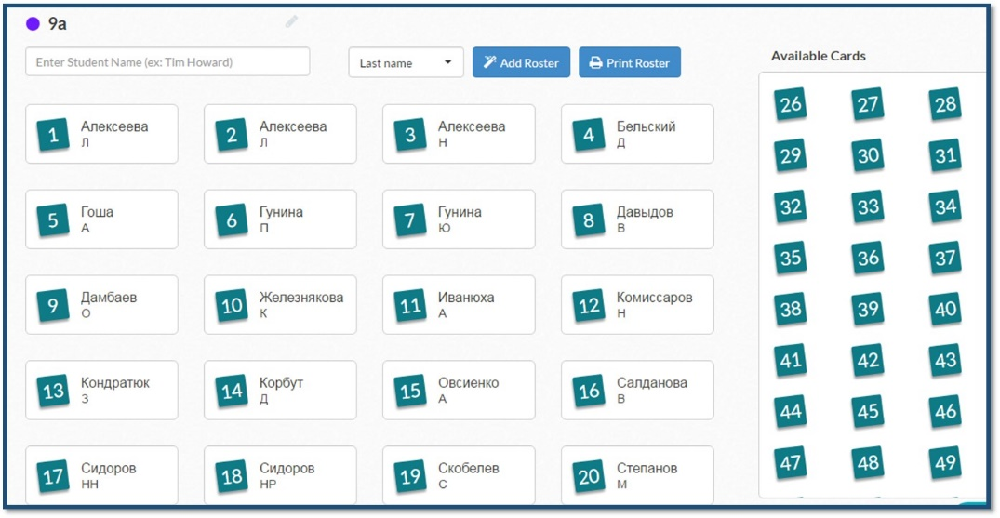 9a
Enter Student Name (ex: Tim Howard)
Last name
Add Roster
Print Roster
Available Cards
1 Алексеева
Л
2 Алексеева
Л
3 Алексеева
Н
4 Бельский
Д
5 Гоша
А
6 Гунина
П
7 Гунина
Ю
8 Давыдов
В
9 Дамбаев
О
10 Железнякова
К
11 Иванюха
А
12 Комиссаров
Н
13 Кондратюк
З
14 Корбут
Д
15 Овсиенко
А
16 Салданова
В
17 Сидоров
НН
18 Сидоров
НР
19 Скобелев
С
20 Степанов
М
26 27 28
29 30 31
32 33 34
35 36 37
38 39 40
41 42 43
44 45 46
47 48 49